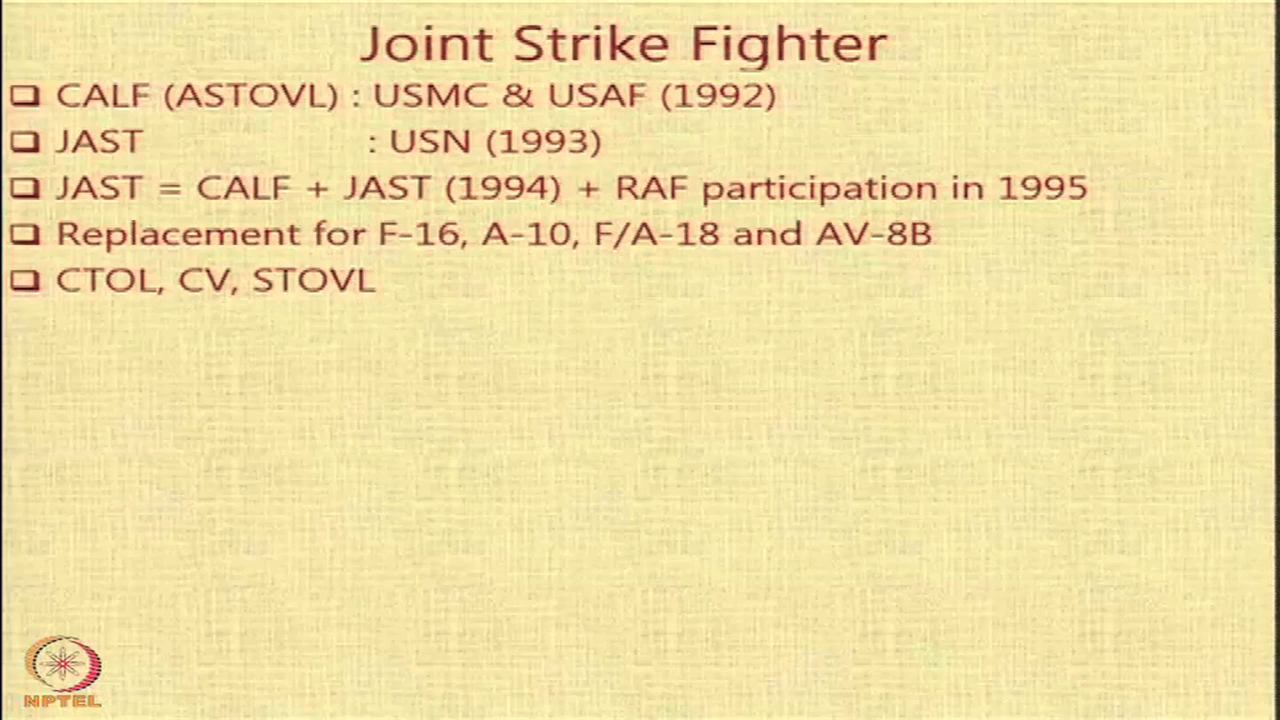 Joint Strike Fighter
❑ CALF (ASTOVL) : USMC & USAF (1992)
❑ JAST : USN (1993)
❑ JAST = CALF + JAST (1994) + RAF participation in 1995
❑ Replacement for F-16, A-10, F/A-18 and AV-8B
❑ CTOL, CV, STOVL
NPTEL